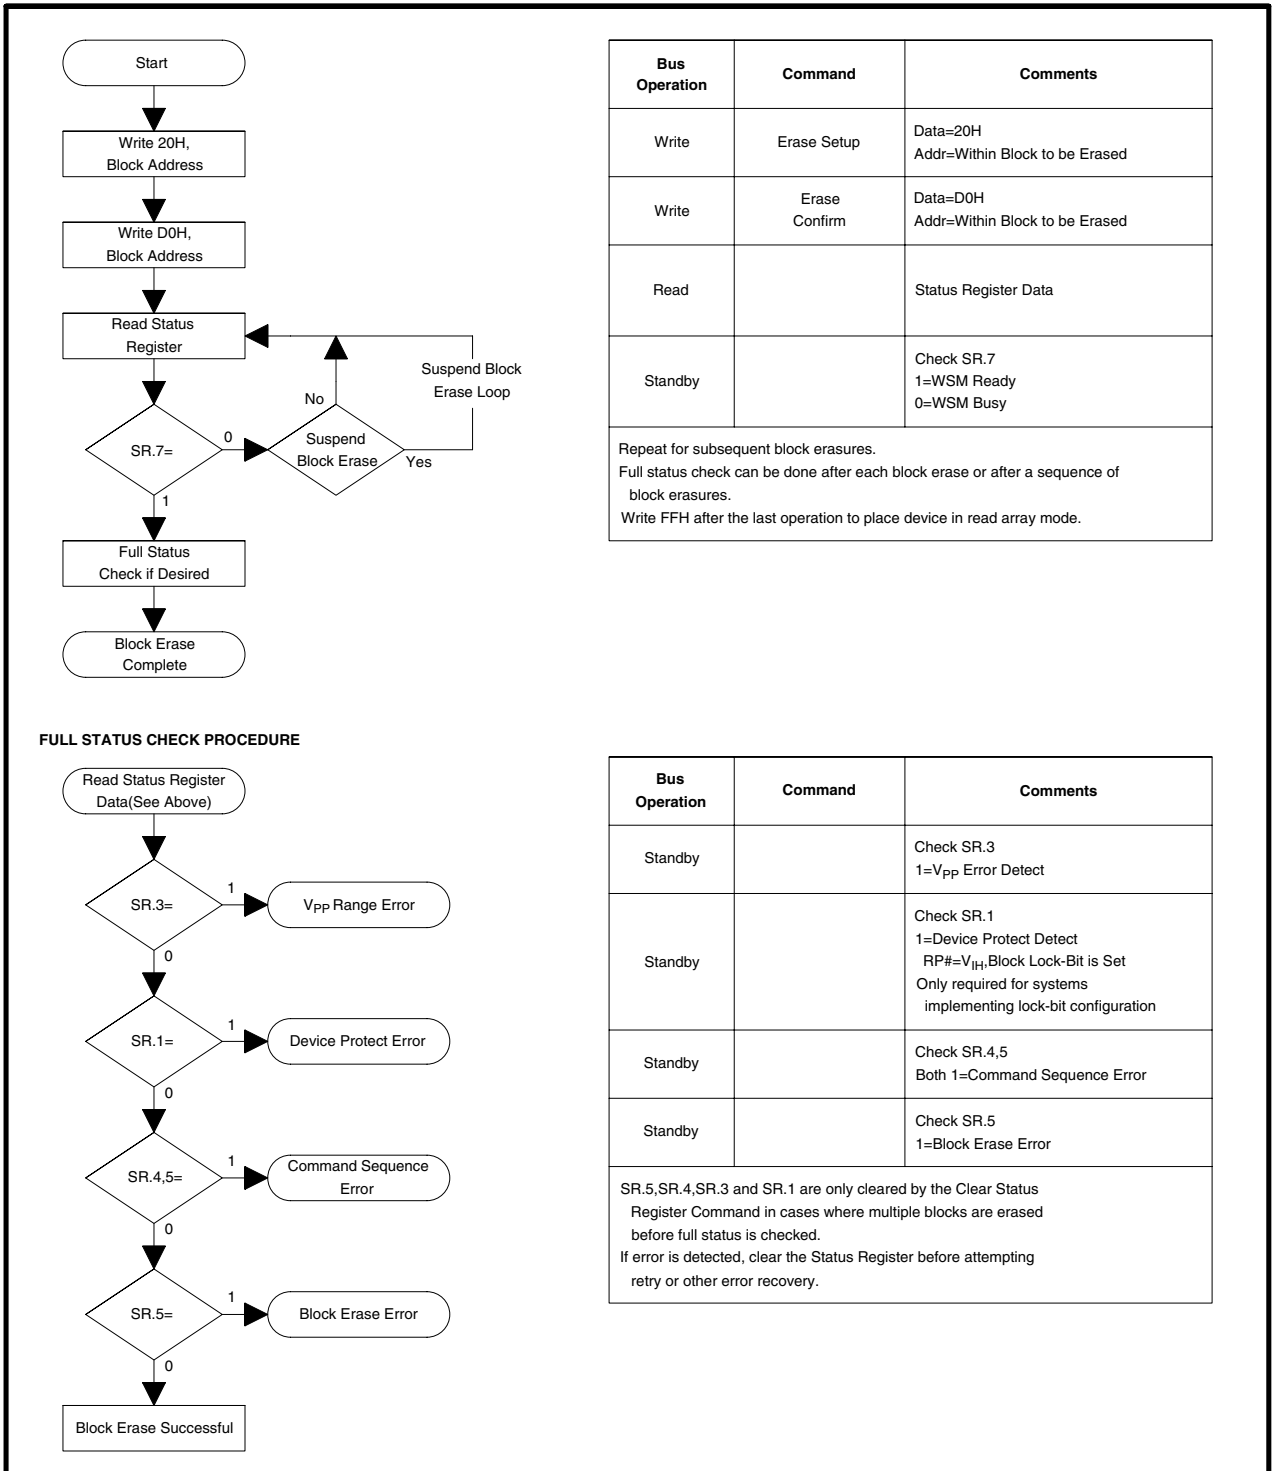 Start
Write 20H,
Block Address
Write D0H,
Block Address
Read Status
Register
Suspend Block
Erase Loop
No
SR.7=
0
Suspend
Block Erase
Yes
1
Full Status
Check if Desired
Block Erase
Complete
Bus
Operation
Command
Comments
Write
Erase Setup
Data=20H
Addr=Within Block to be Erased
Write
Erase
Confirm
Data=D0H
Addr=Within Block to be Erased
Read
Status Register Data
Standby
Check SR.7
1=WSM Ready
0=WSM Busy
Repeat for subsequent block erasures.
Full status check can be done after each block erase or after a sequence of
block erasures.
Write FFH after the last operation to place device in read array mode.
FULL STATUS CHECK PROCEDURE
Read Status Register
Data(See Above)
SR.3=
1
VPP Range Error
0
SR.1=
1
Device Protect Error
0
SR.4,5=
1
Command Sequence
Error
0
SR.5=
1
Block Erase Error
0
Block Erase Successful
Bus
Operation
Command
Comments
Standby
Check SR.3
1=VPP Error Detect
Standby
Check SR.1
1=Device Protect Detect
RP#=VIH,Block Lock-Bit is Set
Only required for systems
implementing lock-bit configuration
Standby
Check SR.4,5
Both 1=Command Sequence Error
Standby
Check SR.5
1=Block Erase Error
SR.5,SR.4,SR.3 and SR.1 are only cleared by the Clear Status
Register Command in cases where multiple blocks are erased
before full status is checked.
If error is detected, clear the Status Register before attempting
retry or other error recovery.